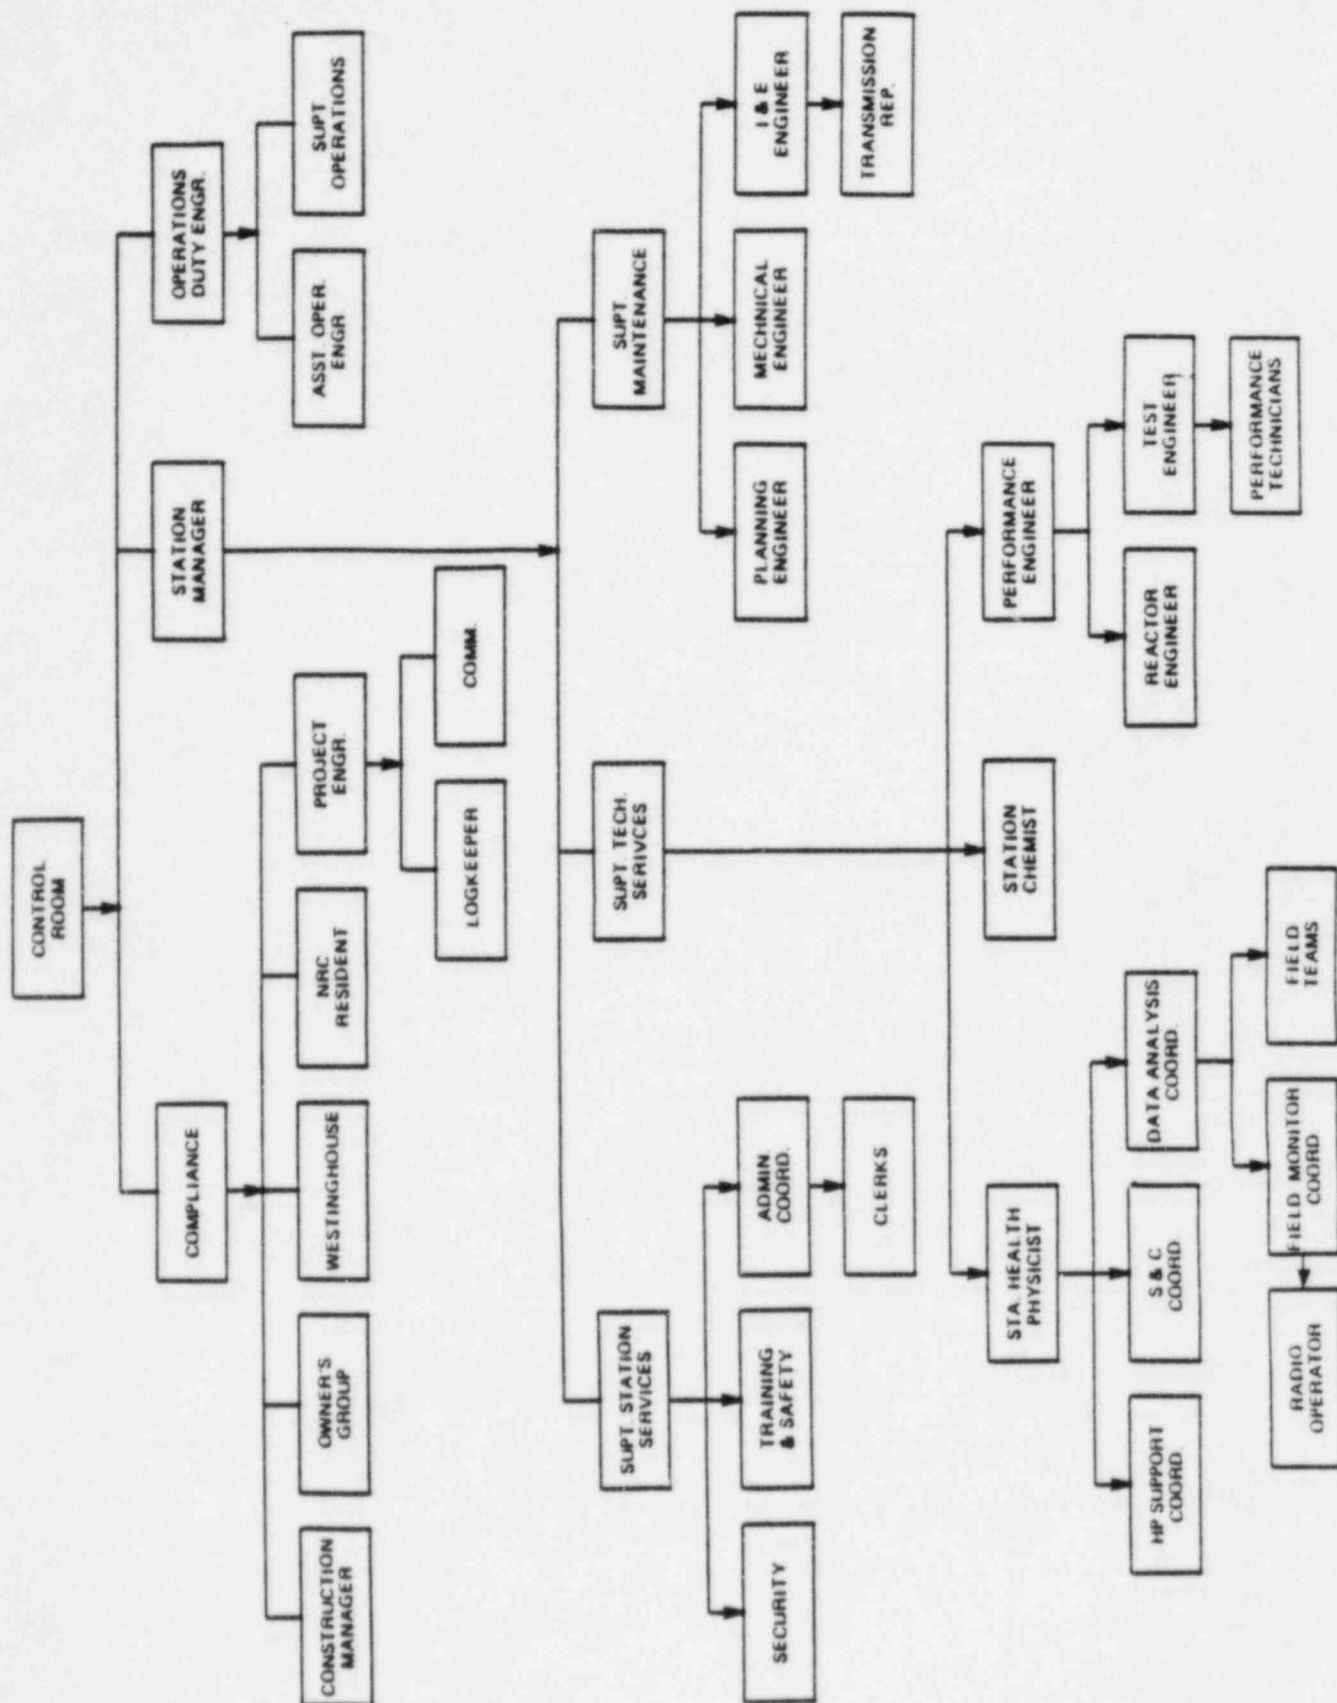 CONTROL
ROOM
COMPLIANCE
STATION
MANAGER
OPERATIONS
DUTY ENGR.
CONSTRUCTION
MANAGER
OWNER'S
GROUP
WESTINGHOUSE
NRC
RESIDENT
PROJECT
ENGR.
ASST. OPER.
ENGR
SUPT
OPERATIONS
LOGKEEPER
COMM.
SUPT. STATION
SERVICES
SUPT. TECH.
SERIVCES
SUPT
MAINTENANCE
SECURITY
TRAINING
& SAFETY
ADMIN.
COORD.
PLANNING
ENGINEER
MECHNICAL
ENGINEER
I & E
ENGINEER
CLERKS
TRANSMISSION
REP.
STA. HEALTH
PHYSICIST
STATION
CHEMIST
PERFORMANCE
ENGINEER
HP SUPPORT
COORD.
S & C
COORD.
DATA ANALYSIS
COORD.
REACTOR
ENGINEER
TEST
ENGINEER
RADIO
OPERATOR
FIELD MONITOR
COORD.
FIELD
TEAMS
PERFORMANCE
TECHNICIANS